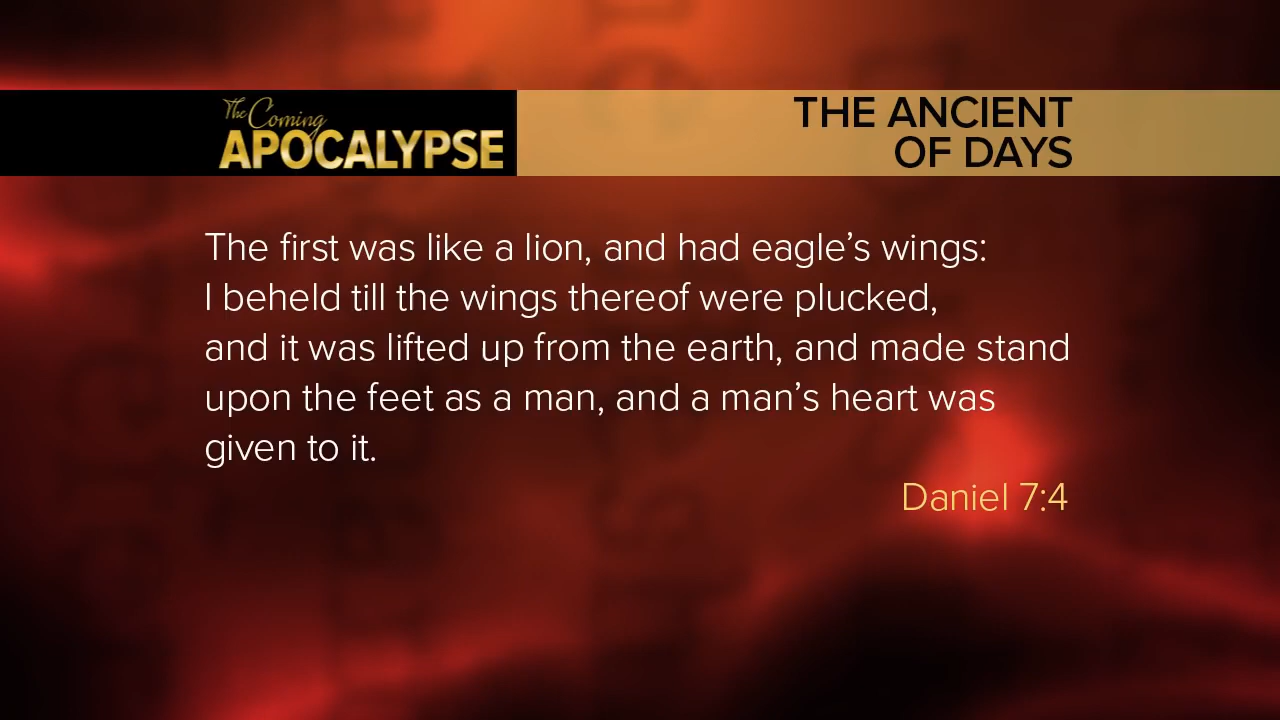 The Coming
APOCALYPSE
THE ANCIENT
OF DAYS
The first was like a lion, and had eagle’s wings:
I beheld till the wings thereof were plucked,
and it was lifted up from the earth, and made stand
upon the feet as a man, and a man’s heart was
given to it.
Daniel 7:4